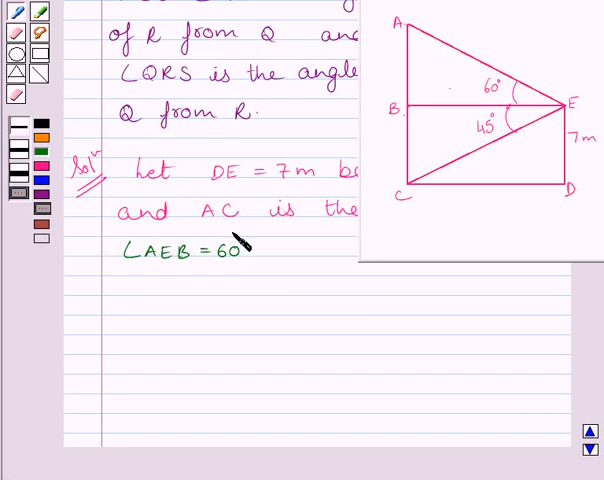 of R from Q and
∠QRS is the angle
Q from R.
Solⁿ Let DE = 7m be
and AC is the
∠AEB = 60
A
60°
B
E
45°
7m
C
D